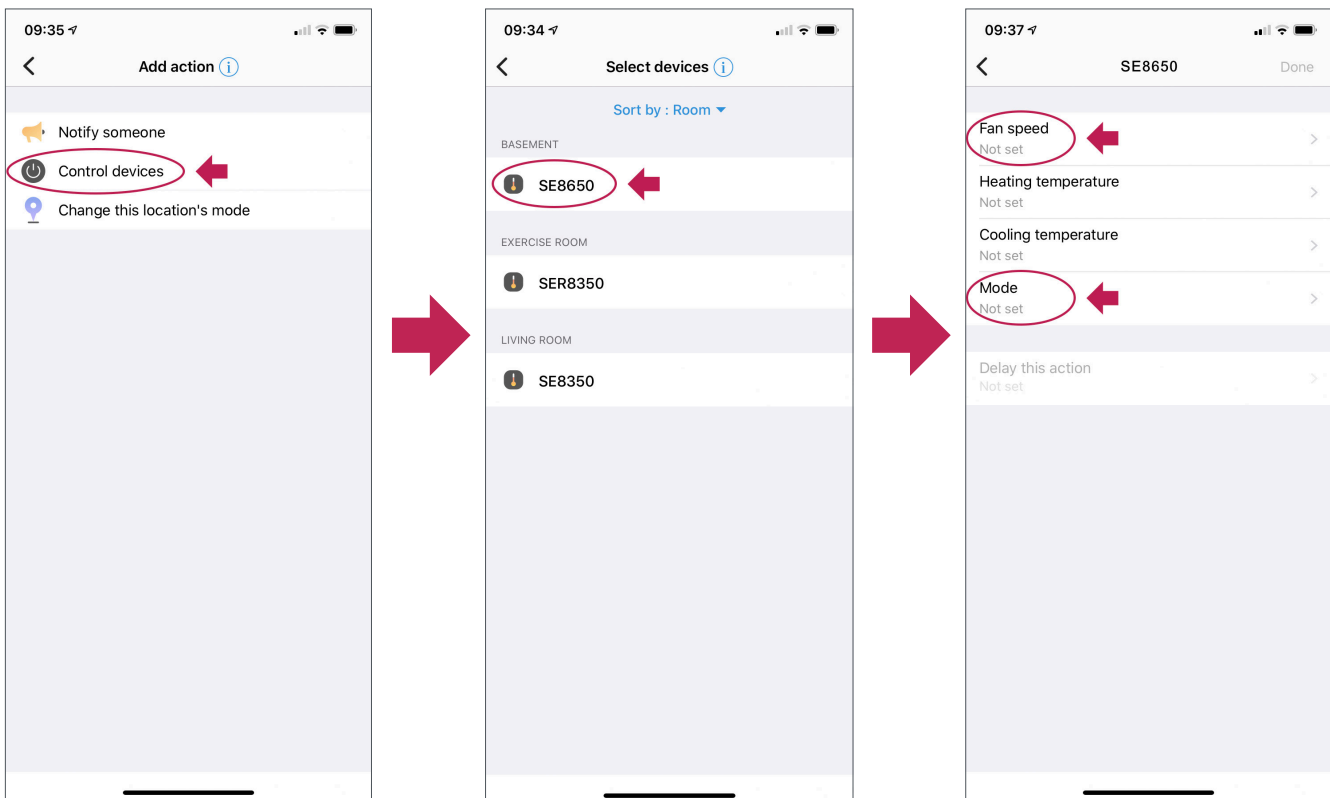 09:35
Add action
Notify someone
Control devices
Change this location's mode
09:34
Select devices
Sort by : Room
BASEMENT
SE8650
EXERCISE ROOM
SER8350
LIVING ROOM
SE8350
09:37
SE8650 Done
Fan speed
Not set
Heating temperature
Not set
Cooling temperature
Not set
Mode
Not set
Delay this action
Not set